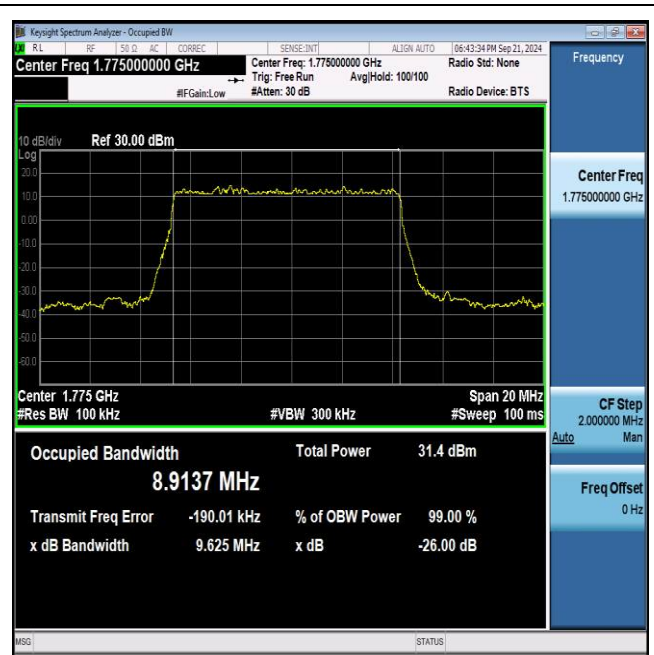 Keysight Spectrum Analyzer - Occupied BW
RL RF 50 Ω AC CORREC SENSE:INT ALIGN AUTO 06:43:34 PM Sep 21, 2024
Center Freq 1.775000000 GHz
Center Freq: 1.775000000 GHz Radio Std: None
Trig: Free Run Avg|Hold: 100/100
#IFGain:Low #Atten: 30 dB Radio Device: BTS
Frequency
10 dB/div Ref 30.00 dBm
Log
20.0
10.0
0.00
-10.0
-20.0
-30.0
-40.0
-50.0
-60.0
Center 1.775 GHz Span 20 MHz
#Res BW 100 kHz #VBW 300 kHz #Sweep 100 ms
Occupied Bandwidth Total Power 31.4 dBm
8.9137 MHz
Transmit Freq Error -190.01 kHz % of OBW Power 99.00 %
x dB Bandwidth 9.625 MHz x dB -26.00 dB
Center Freq
1.775000000 GHz
CF Step
2.000000 MHz
Auto Man
Freq Offset
0 Hz
MSG STATUS